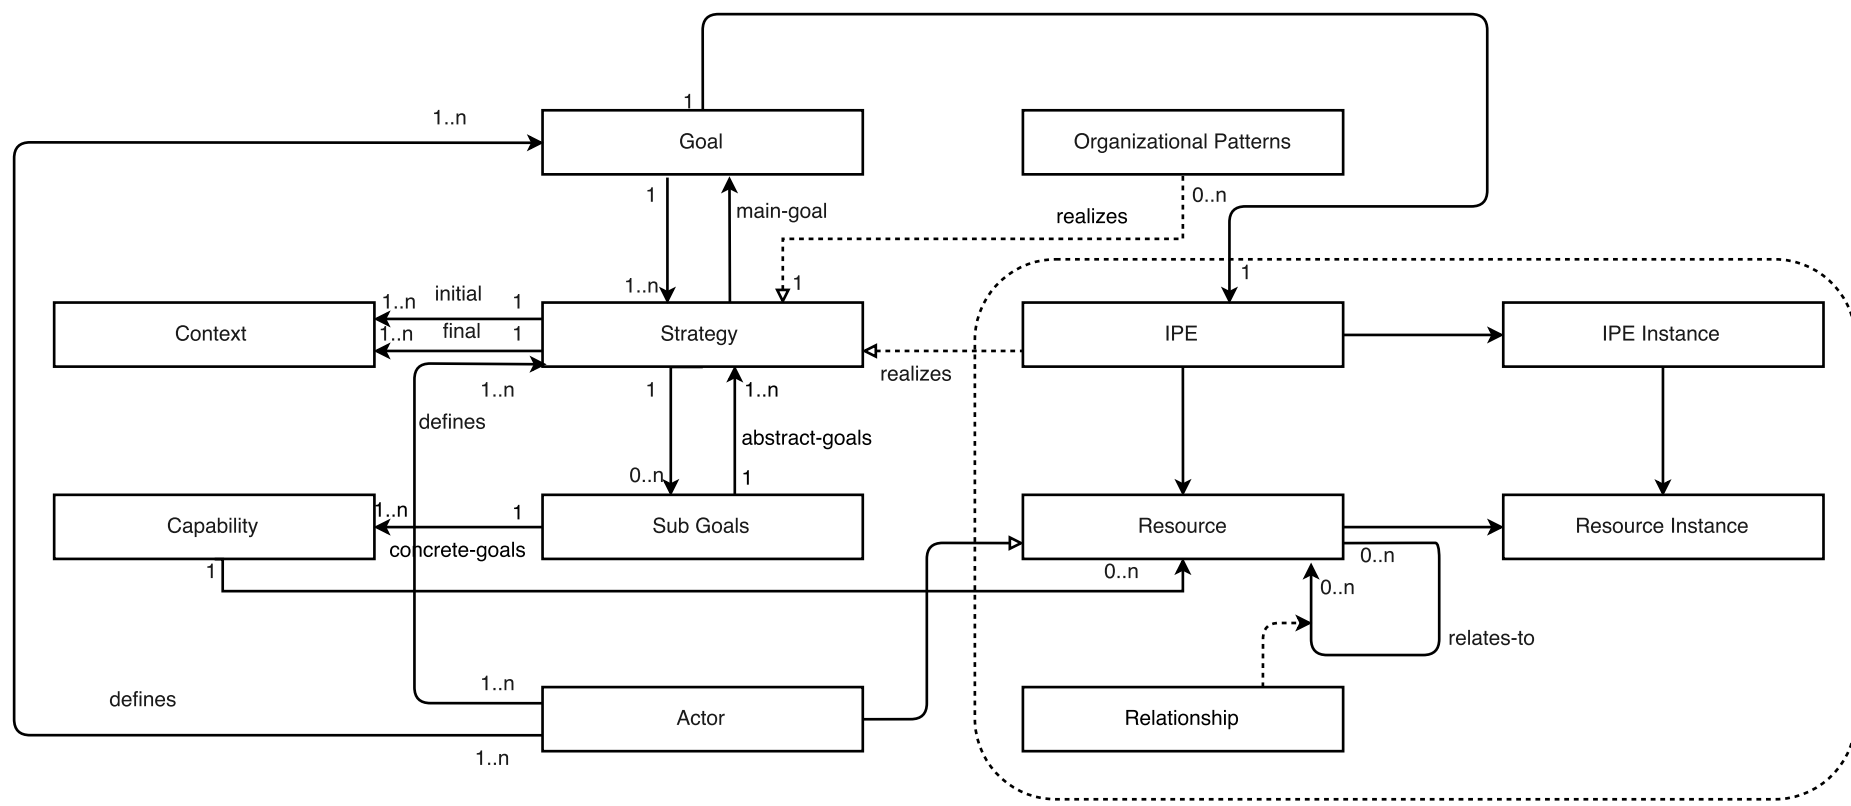 1
1..n
Goal
Organizational Patterns
1
main-goal
0..n
realizes
1
1..n
1
initial
1..n
1
Context
final
1..n
1
Strategy
IPE
IPE Instance
realizes
1..n
1
1..n
defines
abstract-goals
0..n
1
Capability
1..n
1
Sub Goals
Resource
Resource Instance
concrete-goals
0..n
1
0..n
0..n
relates-to
1..n
defines
Actor
Relationship
1..n